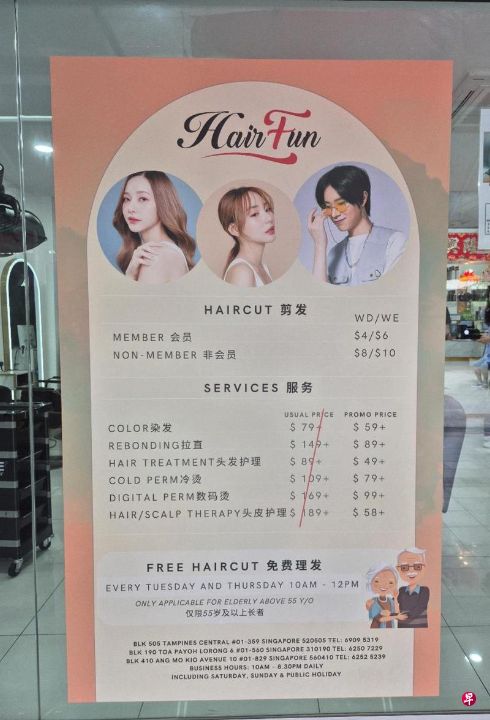 Hair Fun
HAIRCUT 剪发
WD/WE
MEMBER 会员 $4/$6
NON-MEMBER 非会员 $8/$10
SERVICES 服务
USUAL PRICE PROMO PRICE
COLOR染发 $ 79+ $ 59+
REBONDING拉直 $ 149+ $ 89+
HAIR TREATMENT头发护理 $ 89+ $ 49+
COLD PERM冷烫 $ 109+ $ 79+
DIGITAL PERM数码烫 $ 169+ $ 99+
HAIR/SCALP THERAPY头皮护理 $ 189+ $ 58+
FREE HAIRCUT 免费理发
EVERY TUESDAY AND THURSDAY 10AM - 12PM
ONLY APPLICABLE FOR ELDERLY ABOVE 55 Y/O
仅限55岁及以上长者
BLK 505 TAMPINES CENTRAL #01-359 SINGAPORE 520505 TEL: 6909 5319
BLK 190 TOA PAYOH LORONG 6 #01-560 SINGAPORE 310190 TEL: 6250 7229
BLK 410 ANG MO KIO AVENUE 10 #01-829 SINGAPORE 560410 TEL: 6252 5239
BUSINESS HOURS: 10AM - 8.30PM DAILY
INCLUDING SATURDAY, SUNDAY & PUBLIC HOLIDAY
早